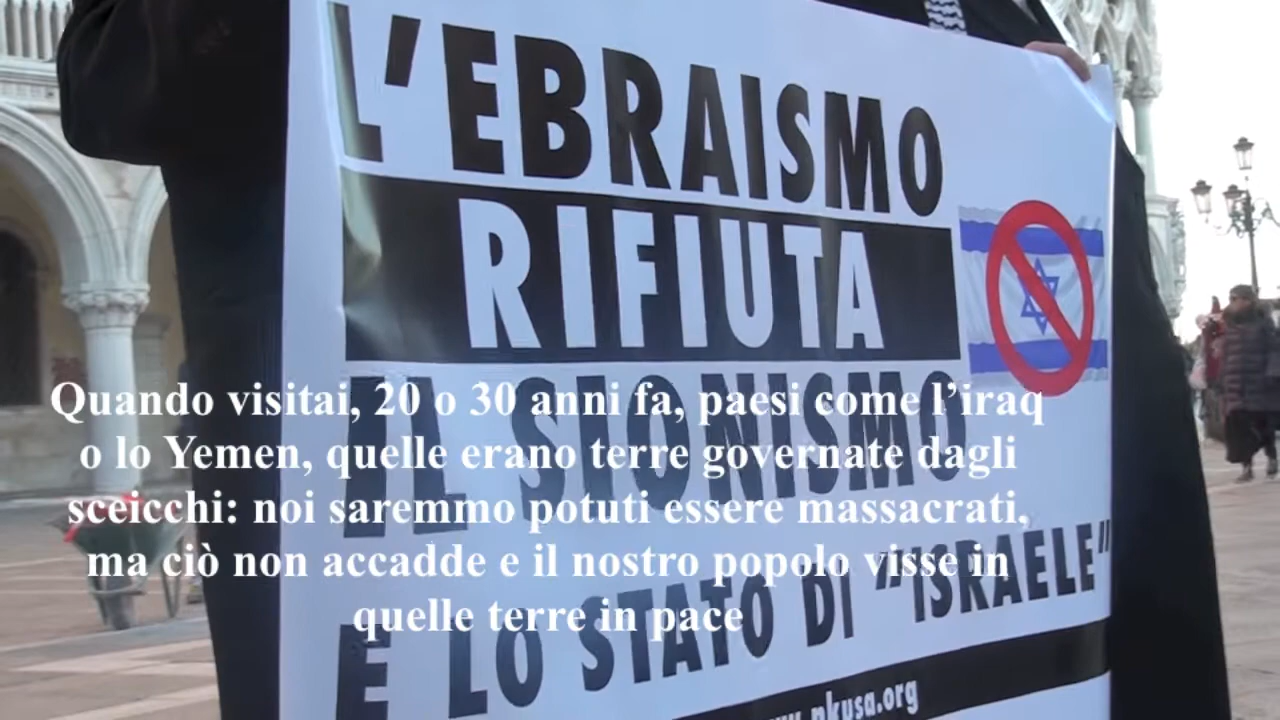 L'EBRAISMO
RIFIUTA
IL SIONISMO
E LO STATO DI "ISRAELE"
www.nkusa.org
Quando visitai, 20 o 30 anni fa, paesi come l’iraq
o lo Yemen, quelle erano terre governate dagli
sceicchi: noi saremmo potuti essere massacrati,
ma ciò non accadde e il nostro popolo visse in
quelle terre in pace